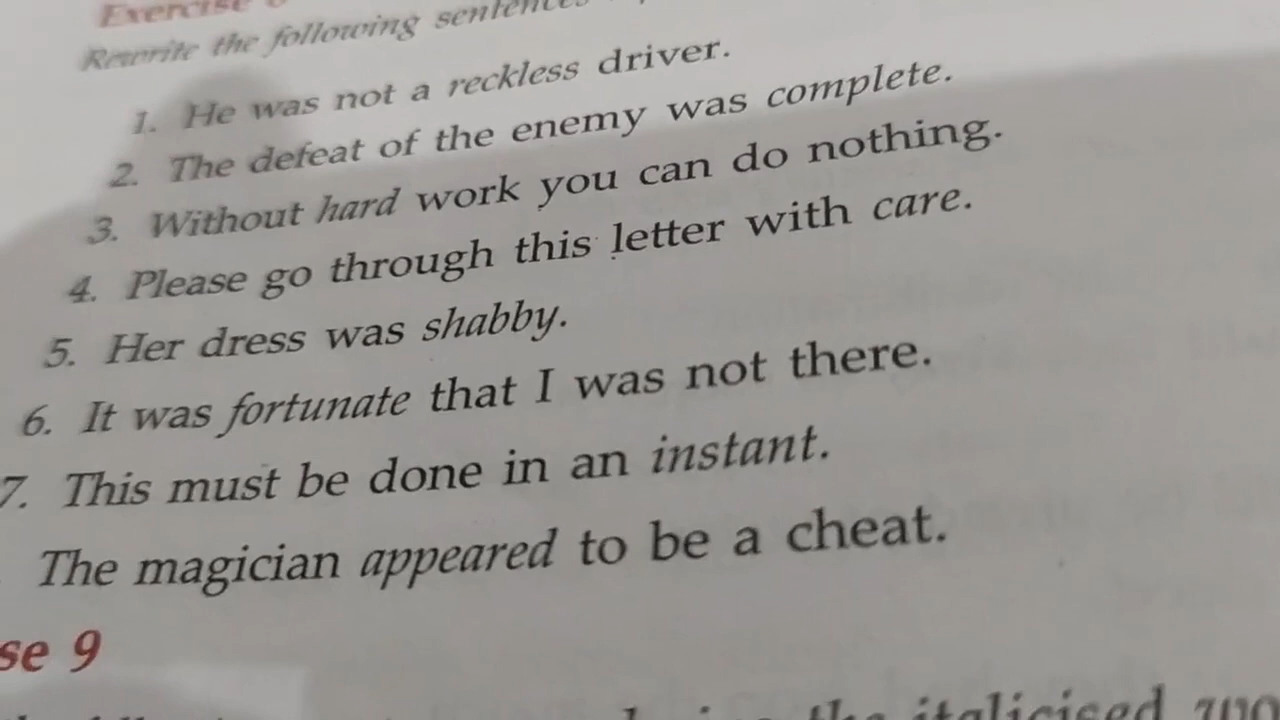 Exercise
Rewrite the following sentences
1. He was not a reckless driver.
2. The defeat of the enemy was complete.
3. Without hard work you can do nothing.
4. Please go through this letter with care.
5. Her dress was shabby.
6. It was fortunate that I was not there.
7. This must be done in an instant.
The magician appeared to be a cheat.
se 9
the italicised